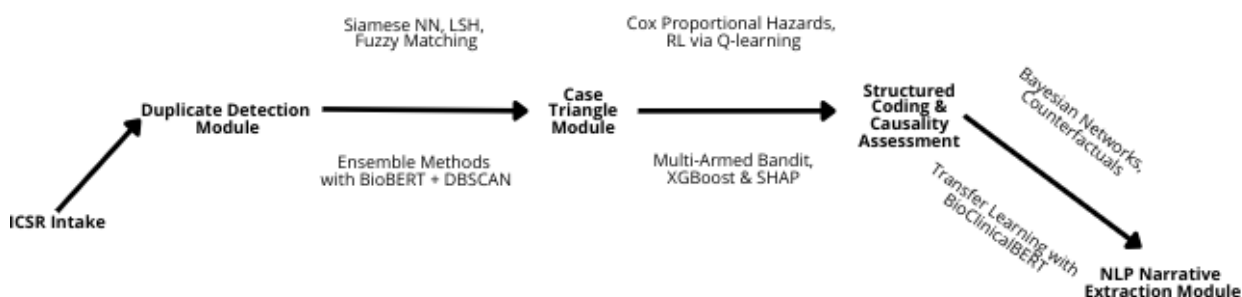 Siamese NN, LSH,
Fuzzy Matching
Cox Proportional Hazards,
RL via Q-learning
Duplicate Detection
Module
Case
Triangle
Module
Structured
Coding &
Causality
Assessment
Bayesian Networks,
Counterfactuals
Ensemble Methods
with BioBERT + DBSCAN
Multi-Armed Bandit,
XGBoost & SHAP
Transfer Learning with
BioClinicalBERT
ICSR Intake
NLP Narrative
Extraction Module